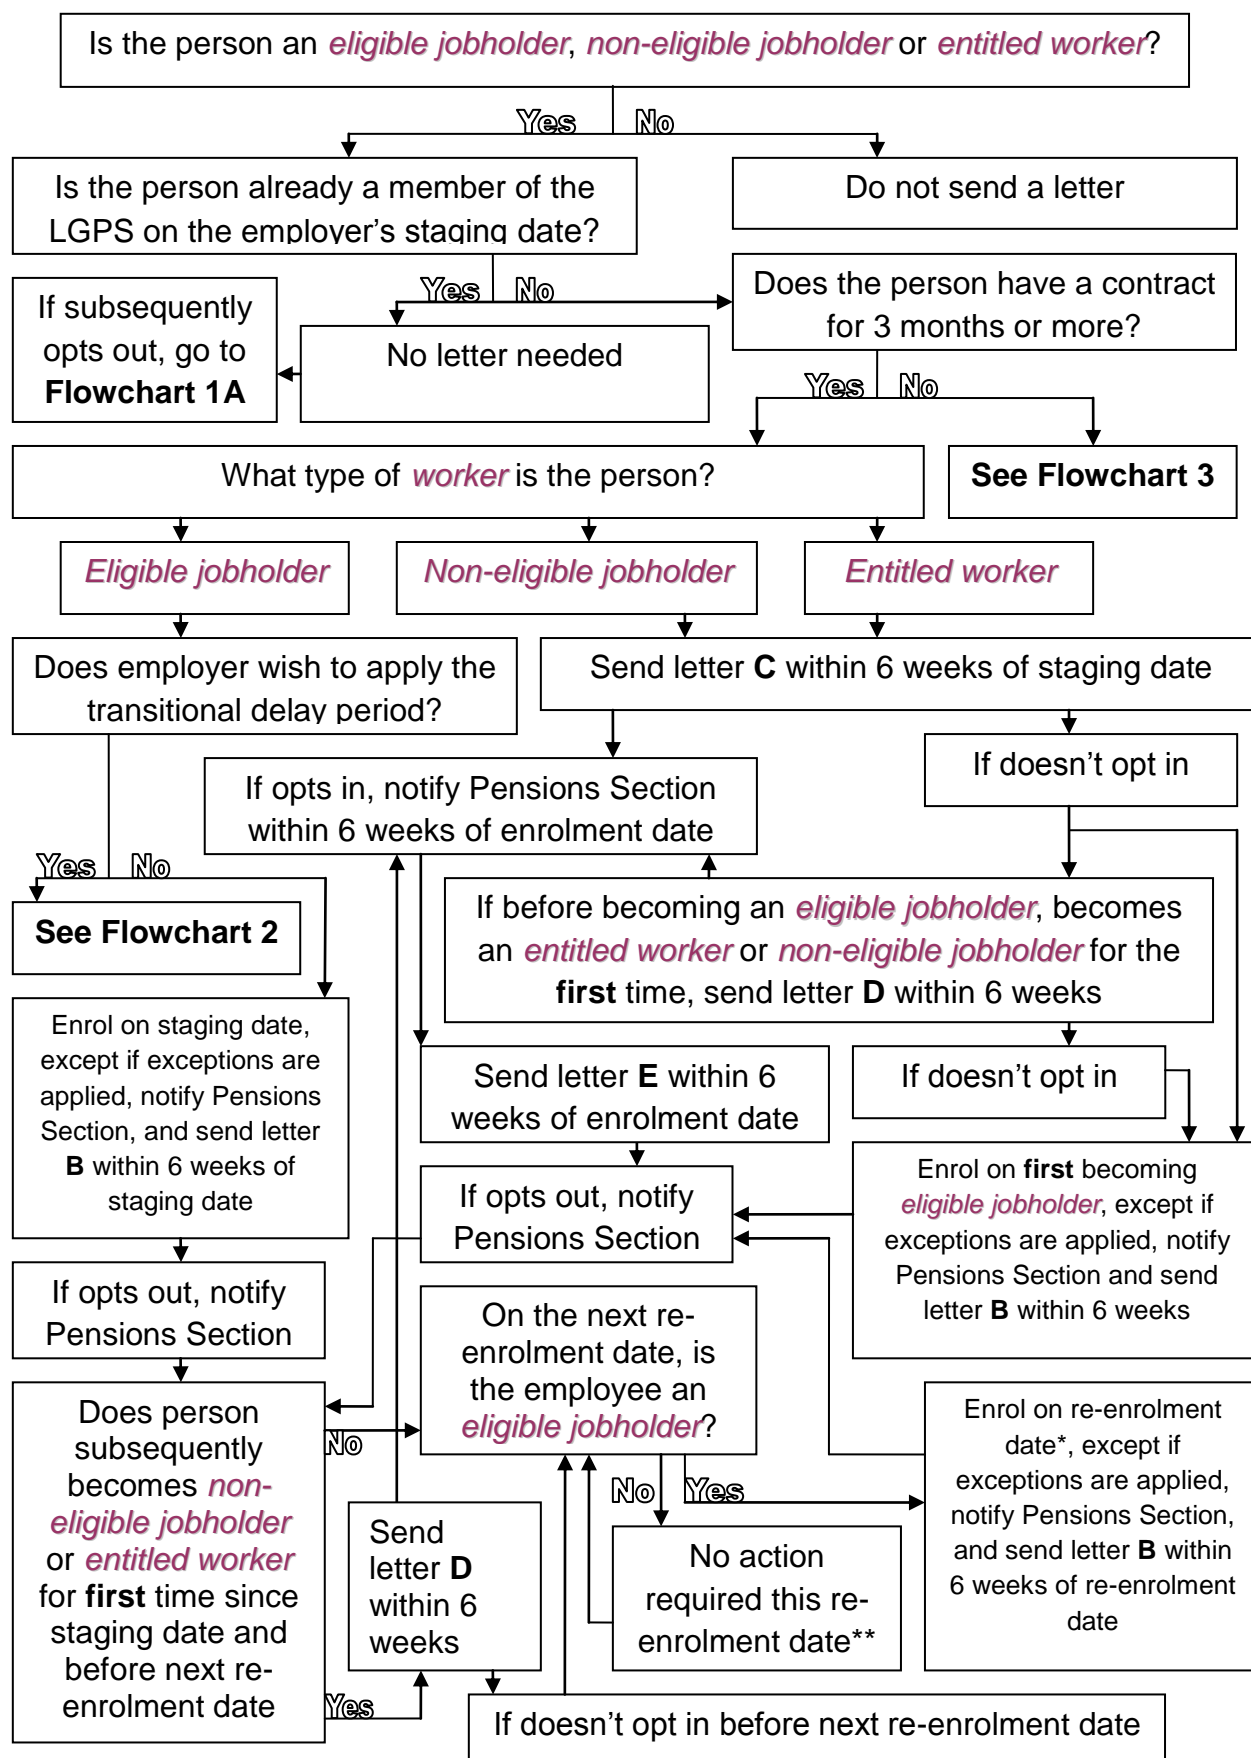 Is the person an eligible jobholder, non-eligible jobholder or entitled worker?
Yes No
Is the person already a member of the
LGPS on the employer's staging date?
Do not send a letter
Yes No
If subsequently
opts out, go to
Flowchart 1A
No letter needed
Does the person have a contract
for 3 months or more?
Yes No
What type of worker is the person?
See Flowchart 3
Eligible jobholder
Non-eligible jobholder
Entitled worker
Does employer wish to apply the
transitional delay period?
Send letter C within 6 weeks of staging date
If opts in, notify Pensions Section
within 6 weeks of enrolment date
If doesn't opt in
Yes No
See Flowchart 2
If before becoming an eligible jobholder, becomes
an entitled worker or non-eligible jobholder for the
first time, send letter D within 6 weeks
Enrol on staging date,
except if exceptions are
applied, notify Pensions
Section, and send letter
B within 6 weeks of
staging date
Send letter E within 6
weeks of enrolment date
If doesn't opt in
If opts out, notify
Pensions Section
Enrol on first becoming
eligible jobholder, except if
exceptions are applied, notify
Pensions Section and send
letter B within 6 weeks
If opts out, notify
Pensions Section
On the next re-
enrolment date, is
the employee an
eligible jobholder?
Does person
subsequently
becomes non-
eligible jobholder
or entitled worker
for first time since
staging date and
before next re-
enrolment date
No
No Yes
Enrol on re-enrolment
date*, except if
exceptions are applied,
notify Pensions Section,
and send letter B within
6 weeks of re-enrolment
date
Send
letter D
within 6
weeks
No action
required this re-
enrolment date**
Yes
If doesn't opt in before next re-enrolment date